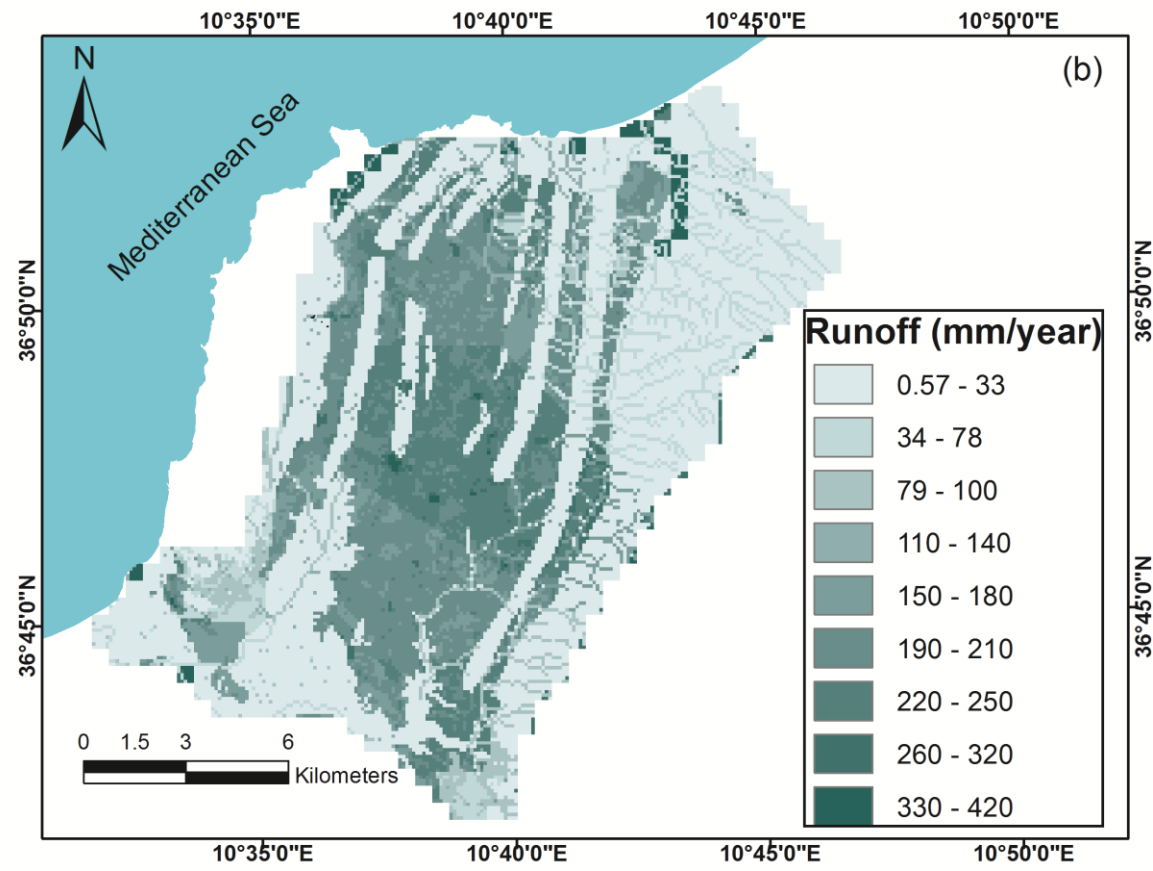 10°35'0"E 10°40'0"E 10°45'0"E 10°50'0"E
N
(b)
Mediterranean Sea
36°50'0"N
36°50'0"N
Runoff (mm/year)
0.57 - 33
34 - 78
79 - 100
110 - 140
150 - 180
190 - 210
220 - 250
260 - 320
330 - 420
36°45'0"N
36°45'0"N
0 1.5 3 6
Kilometers
10°35'0"E 10°40'0"E 10°45'0"E 10°50'0"E